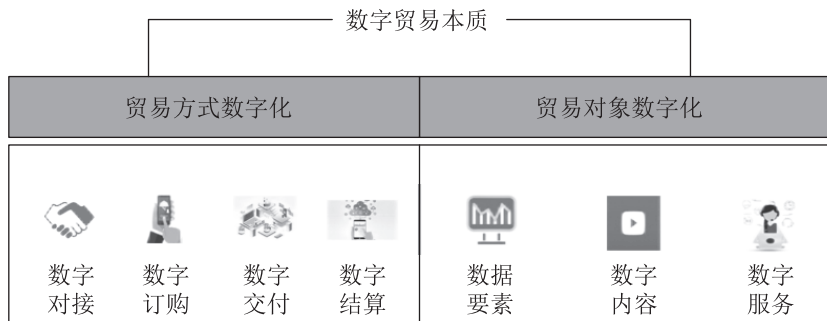 数字贸易本质
贸易方式数字化
贸易对象数字化
数字 数字 数字 数字 数据 数字 数字
对接 订购 交付 结算 要素 内容 服务